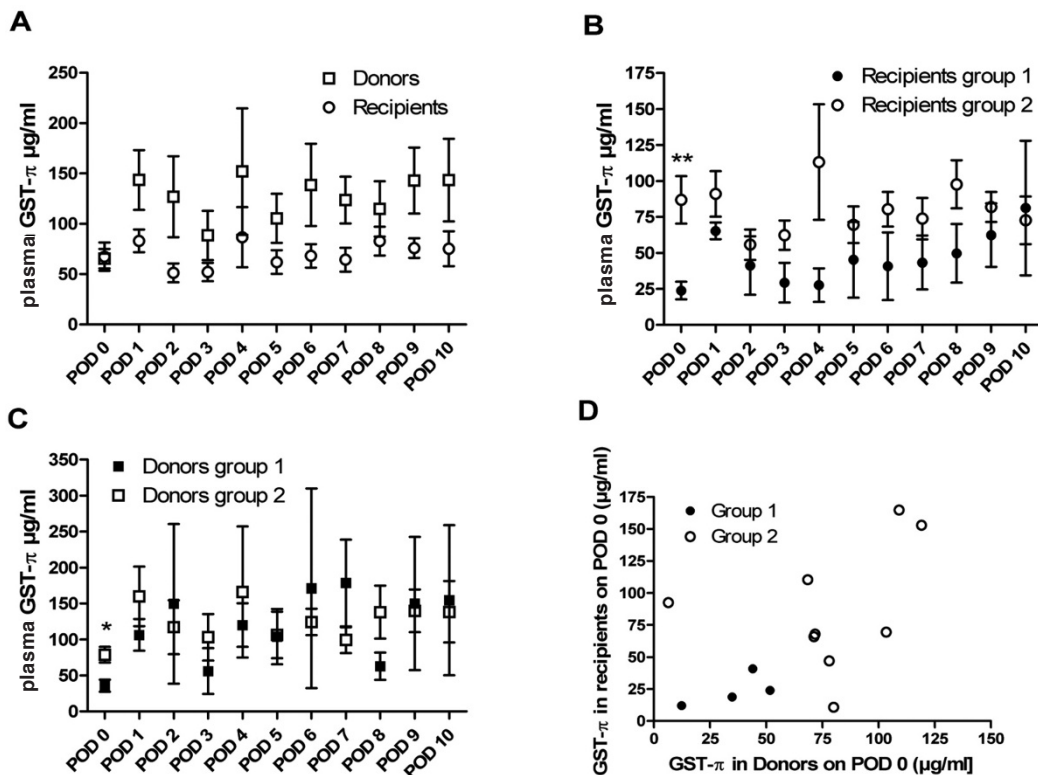 A
plasma GST-π µg/ml
250
200
150
100
50
0
Donors
Recipients
POD 0
POD 1
POD 2
POD 3
POD 4
POD 5
POD 6
POD 7
POD 8
POD 9
POD 10
B
plasma GST-π µg/ml
175
150
125
100
75
50
25
0
Recipients group 1
Recipients group 2
**
POD 0
POD 1
POD 2
POD 3
POD 4
POD 5
POD 6
POD 7
POD 8
POD 9
POD 10
C
plasma GST-π µg/ml
350
300
250
200
150
100
50
0
Donors group 1
Donors group 2
*
POD 0
POD 1
POD 2
POD 3
POD 4
POD 5
POD 6
POD 7
POD 8
POD 9
POD 10
D
GST-π in recipients on POD 0 (µg/ml)
175
150
125
100
75
50
25
0
Group 1
Group 2
0
25
50
75
100
125
150
GST-π in Donors on POD 0 (µg/ml]